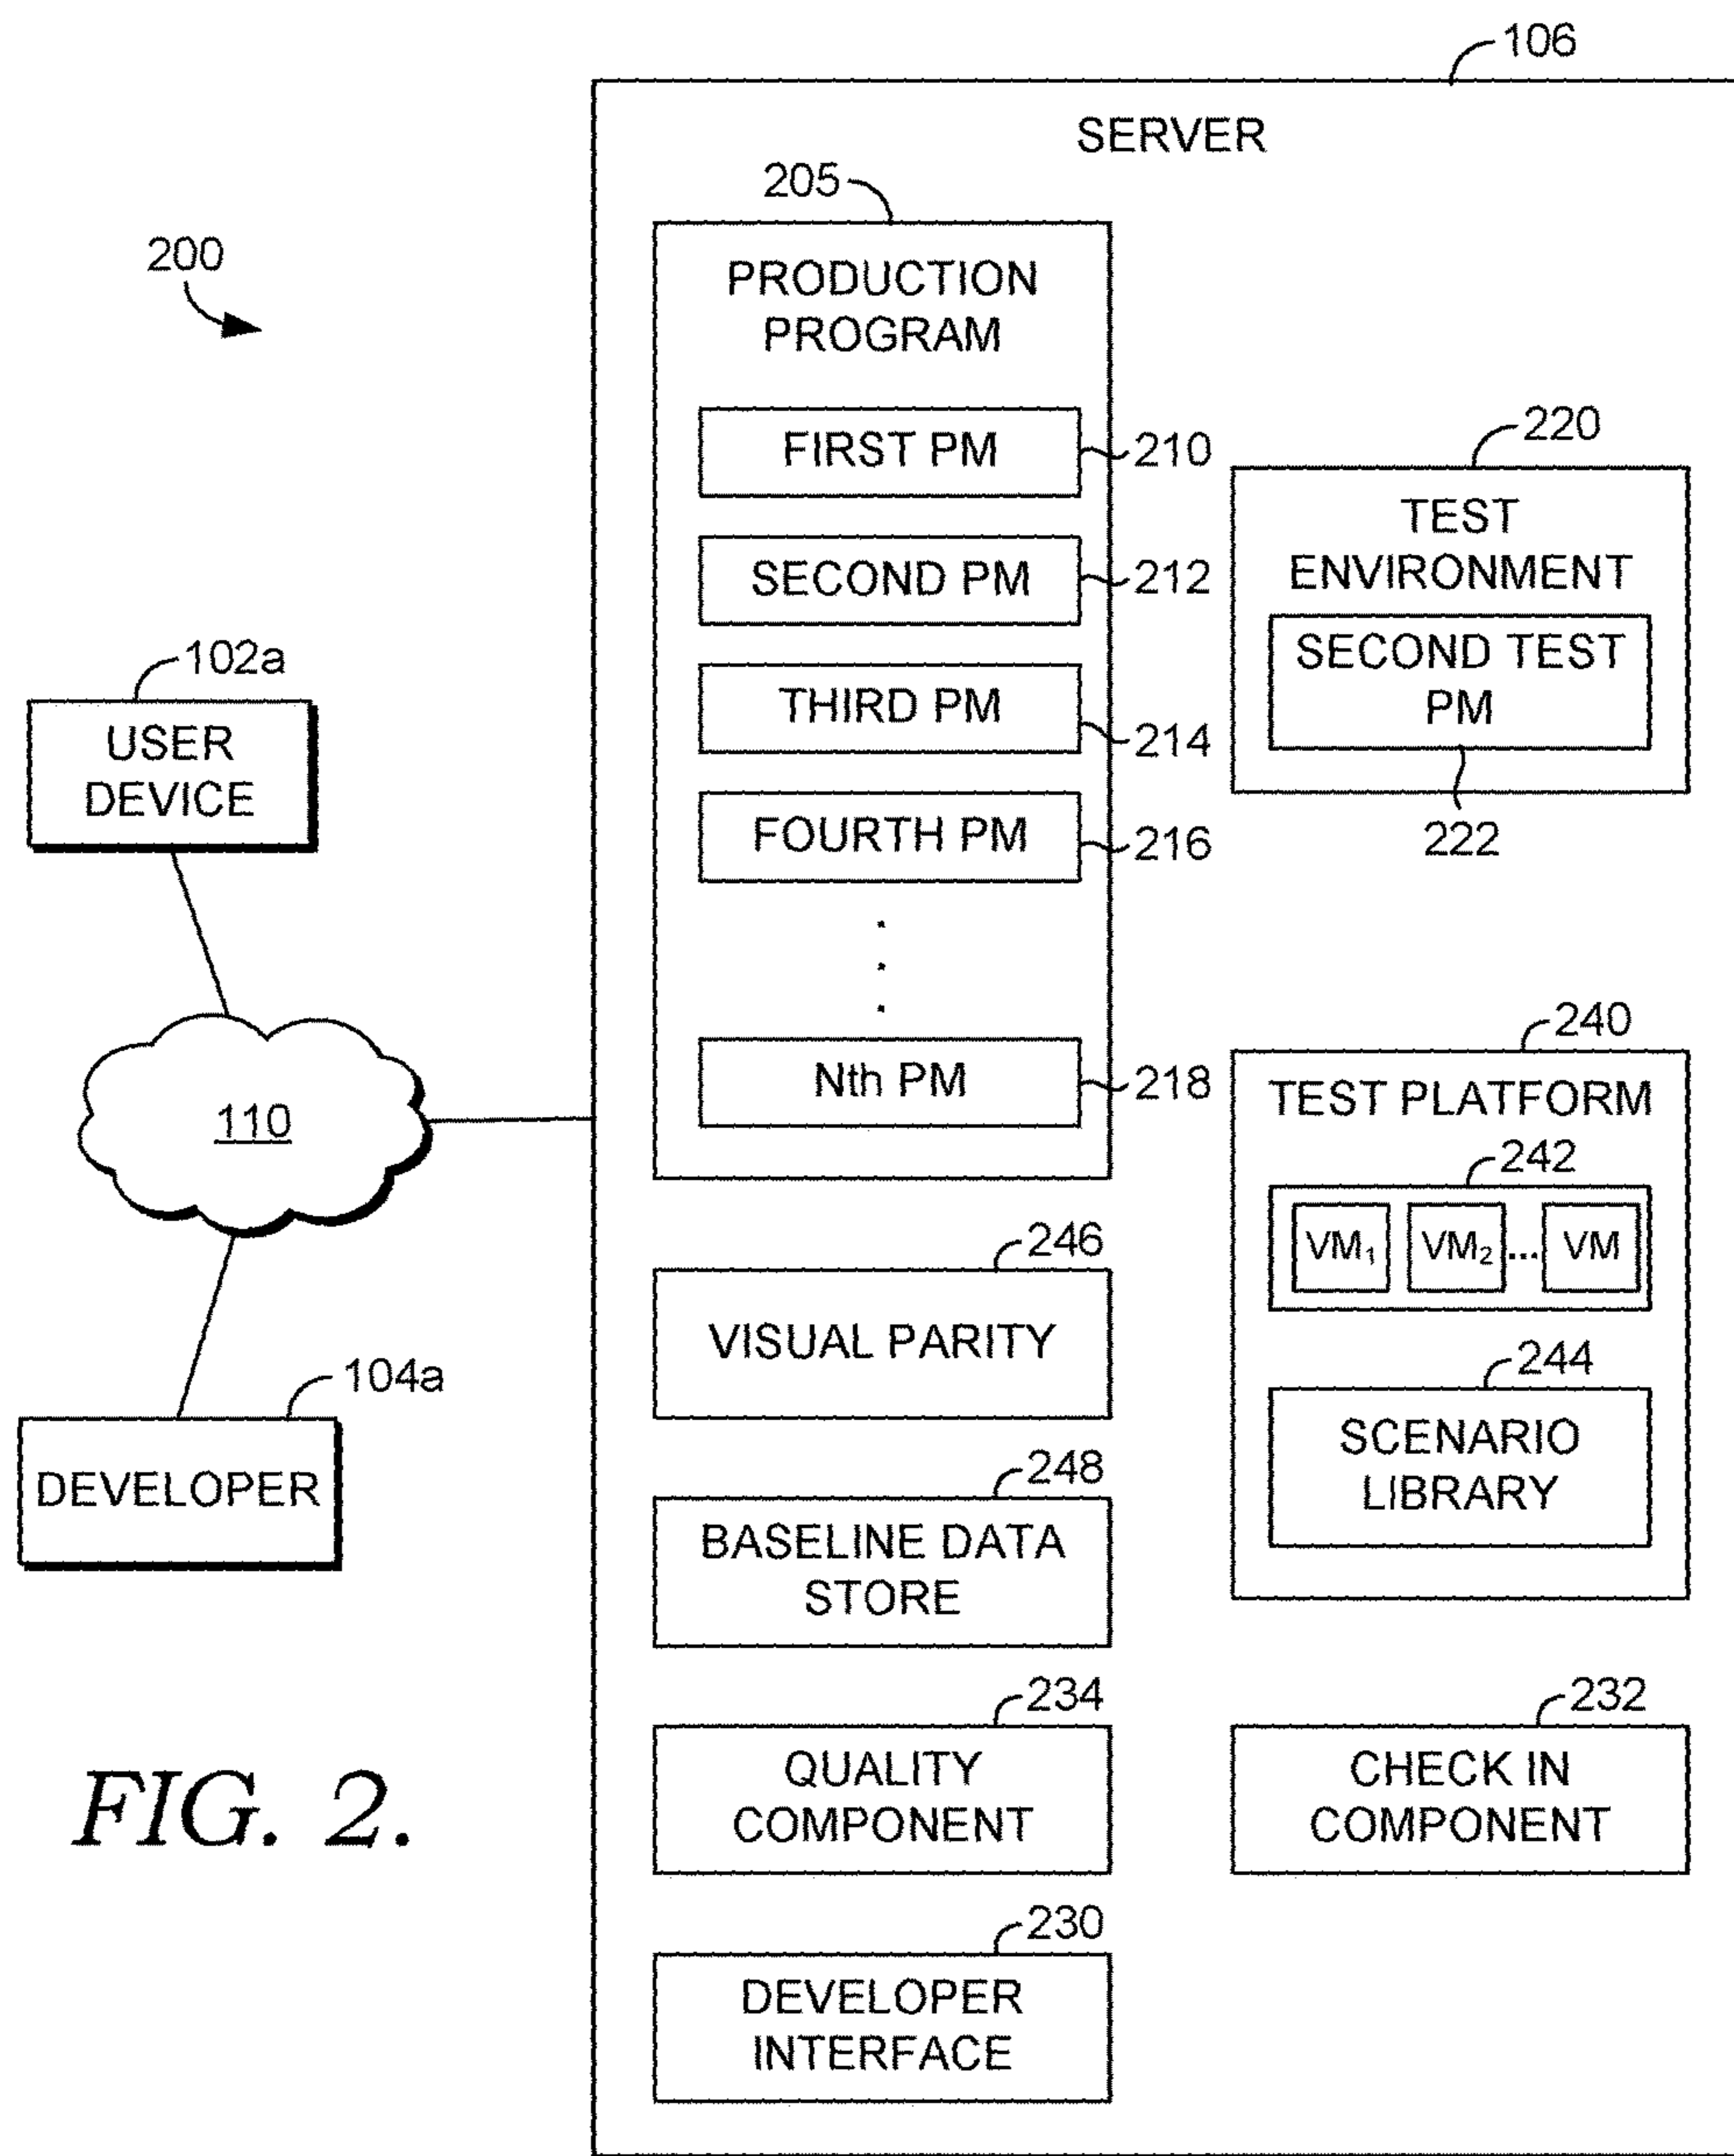 106
SERVER
205
PRODUCTION
PROGRAM
FIRST PM
210
SECOND PM
212
THIRD PM
214
FOURTH PM
216
Nth PM
218
220
TEST
ENVIRONMENT
SECOND TEST
PM
222
200
102a
USER
DEVICE
110
104a
DEVELOPER
240
TEST PLATFORM
242
VM1 VM2 ... VM
244
SCENARIO
LIBRARY
246
VISUAL PARITY
248
BASELINE DATA
STORE
234
QUALITY
COMPONENT
232
CHECK IN
COMPONENT
230
DEVELOPER
INTERFACE
FIG. 2.